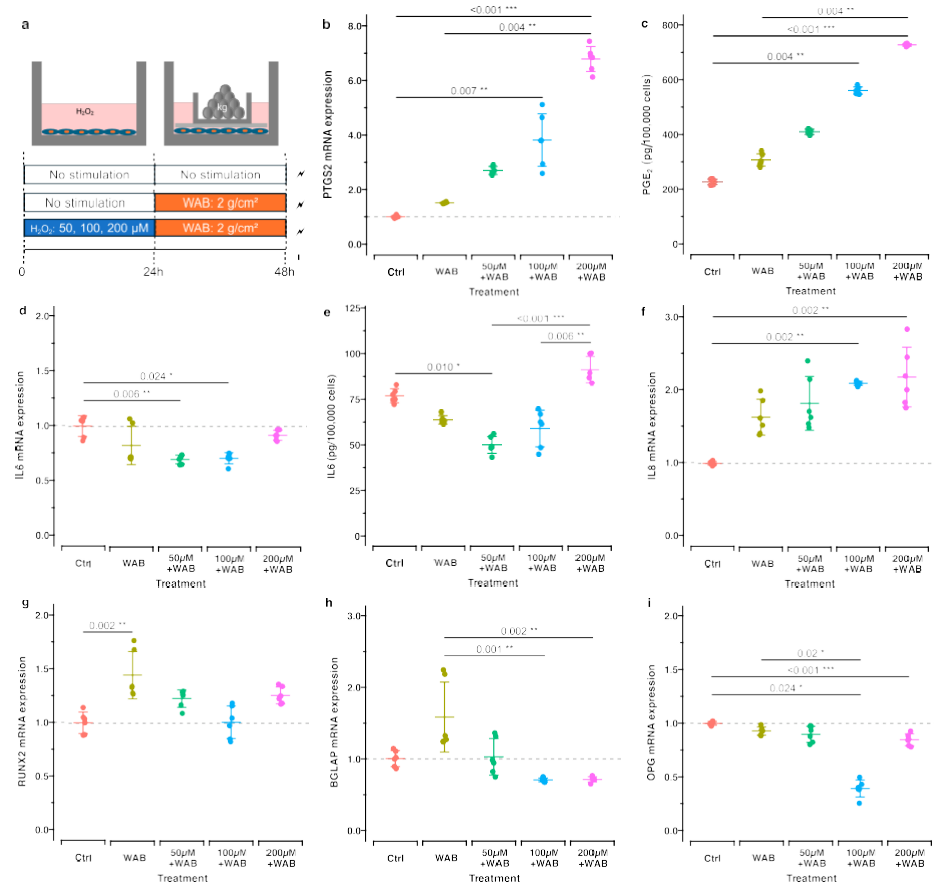 a
H₂O₂
kg
No stimulation
No stimulation
No stimulation
WAB: 2 g/cm²
H₂O₂: 50, 100, 200 µM
WAB: 2 g/cm²
0
24h
48h
b
<0.001 ***
0.004 **
0.007 **
8.0
6.0
4.0
2.0
0.0
PTGS2 mRNA expression
Ctrl
WAB
50µM +WAB
100µM +WAB
200µM +WAB
Treatment
c
0.004 **
<0.001 ***
0.004 **
800
600
400
200
0.0
PGE₂ (pg/100.000 cells)
Ctrl
WAB
50µM +WAB
100µM +WAB
200µM +WAB
Treatment
d
0.024 *
0.006 **
2.0
1.5
1.0
0.5
0.0
IL6 mRNA expression
Ctrl
WAB
50µM +WAB
100µM +WAB
200µM +WAB
Treatment
e
<0.001 ***
0.006 **
0.010 *
125
100
75
50
25
0.0
IL6 (pg/100.000 cells)
Ctrl
WAB
50µM +WAB
100µM +WAB
200µM +WAB
Treatment
f
0.002 **
0.002 **
3.0
2.0
1.0
0.0
IL8 mRNA expression
Ctrl
WAB
50µM +WAB
100µM +WAB
200µM +WAB
Treatment
g
0.002 **
2.0
1.5
1.0
0.5
0.0
RUNX2 mRNA expression
Ctrl
WAB
50µM +WAB
100µM +WAB
200µM +WAB
Treatment
h
0.002 **
0.001 **
3.0
2.0
1.0
0.0
BGLAP mRNA expression
Ctrl
WAB
50µM +WAB
100µM +WAB
200µM +WAB
Treatment
i
0.02 *
<0.001 ***
0.024 *
2.0
1.5
1.0
0.5
0.0
OPG mRNA expression
Ctrl
WAB
50µM +WAB
100µM +WAB
200µM +WAB
Treatment